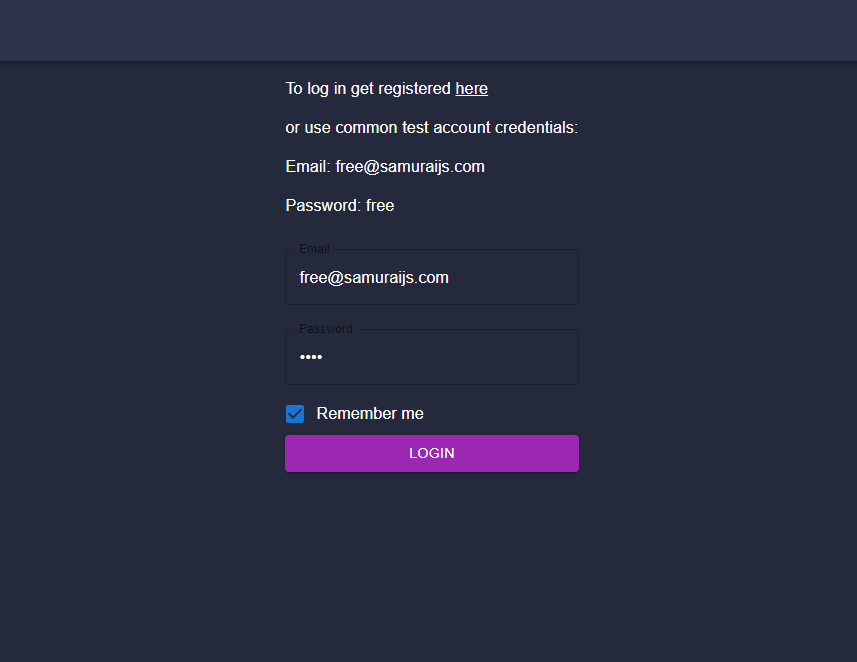 To log in get registered here
or use common test account credentials:
Email: free@samuraijs.com
Password: free
Email
free@samuraijs.com
Password
••••
Remember me
LOGIN